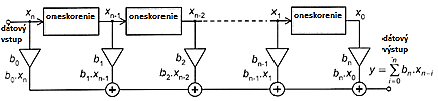 xₙ oneskorenie xₙ₋₁ oneskorenie xₙ₋₂ x₁ oneskorenie x₀
dátový
vstup
b₀ b₁ b₂ bₙ₋₁ bₙ
b₀.xₙ b₁.xₙ₋₁ b₂.xₙ₋₂ bₙ₋₁.x₁ bₙ.x₀
dátový
výstup
y = ∑ bₙ.xₙ₋ᵢ
n
i=0